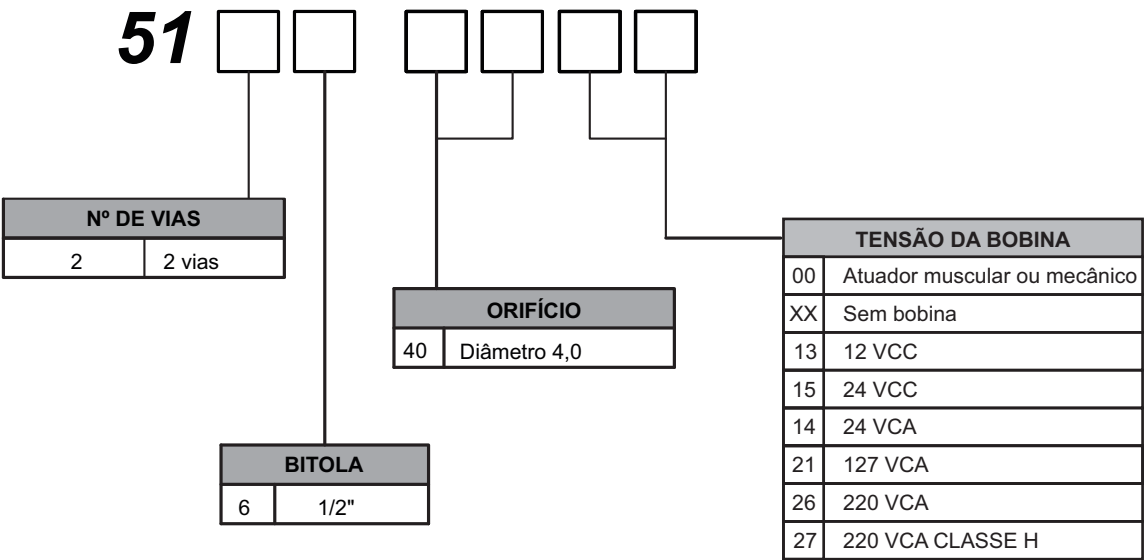 51
Nº DE VIAS
2 2 vias
ORIFÍCIO
40 Diâmetro 4,0
BITOLA
6 1/2"
TENSÃO DA BOBINA
00 Atuador muscular ou mecânico
XX Sem bobina
13 12 VCC
15 24 VCC
14 24 VCA
21 127 VCA
26 220 VCA
27 220 VCA CLASSE H